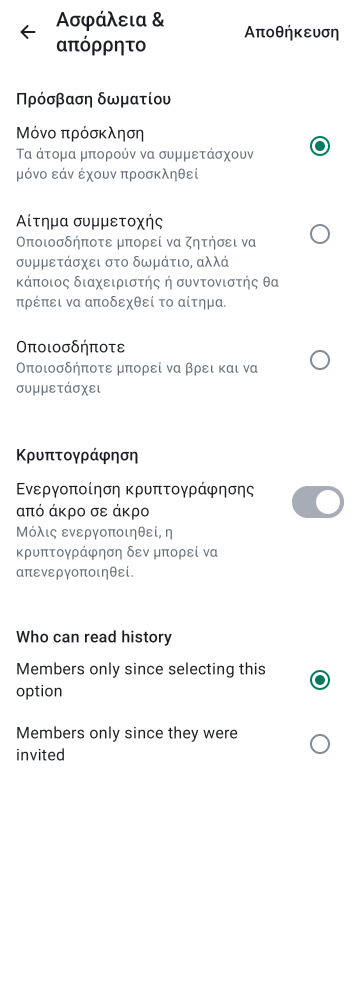 Ασφάλεια &
απόρρητο
Αποθήκευση
Πρόσβαση δωματίου
Μόνο πρόσκληση
Τα άτομα μπορούν να συμμετάσχουν
μόνο εάν έχουν προσκληθεί
Αίτημα συμμετοχής
Οποιοσδήποτε μπορεί να ζητήσει να
συμμετάσχει στο δωμάτιο, αλλά
κάποιος διαχειριστής ή συντονιστής θα
πρέπει να αποδεχθεί το αίτημα.
Οποιοσδήποτε
Οποιοσδήποτε μπορεί να βρει και να
συμμετάσχει
Κρυπτογράφηση
Ενεργοποίηση κρυπτογράφησης
από άκρο σε άκρο
Μόλις ενεργοποιηθεί, η
κρυπτογράφηση δεν μπορεί να
απενεργοποιηθεί.
Who can read history
Members only since selecting this
option
Members only since they were
invited